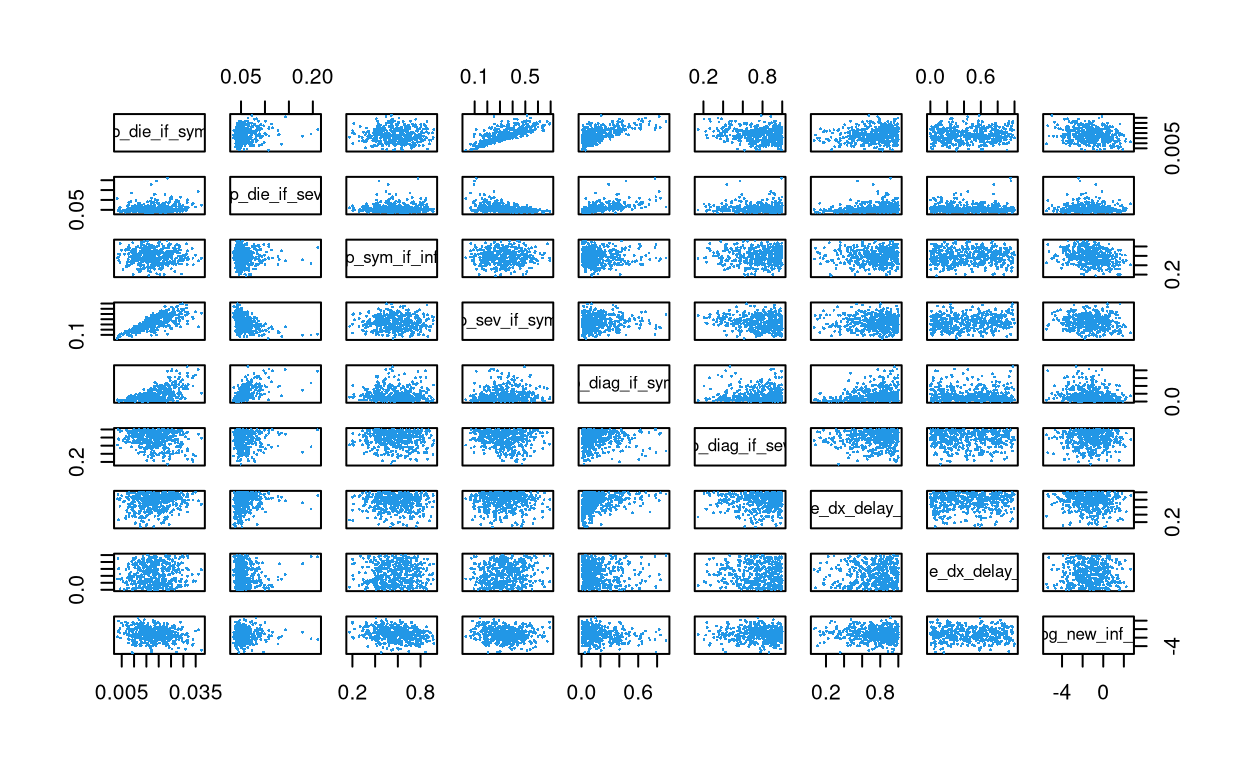 0.05 0.20 0.1 0.5 0.2 0.8 0.0 0.6
p_die_if_sym 0.005
0.05 p_die_if_sev
p_sym_if_inf 0.2
0.1 p_sev_if_sym
_diag_if_sym 0.0
0.2 p_diag_if_sev
e_dx_delay_ 0.2
0.0 e_dx_delay_
og_new_inf_ -4
0.005 0.035 0.2 0.8 0.0 0.6 0.2 0.8 -4 0